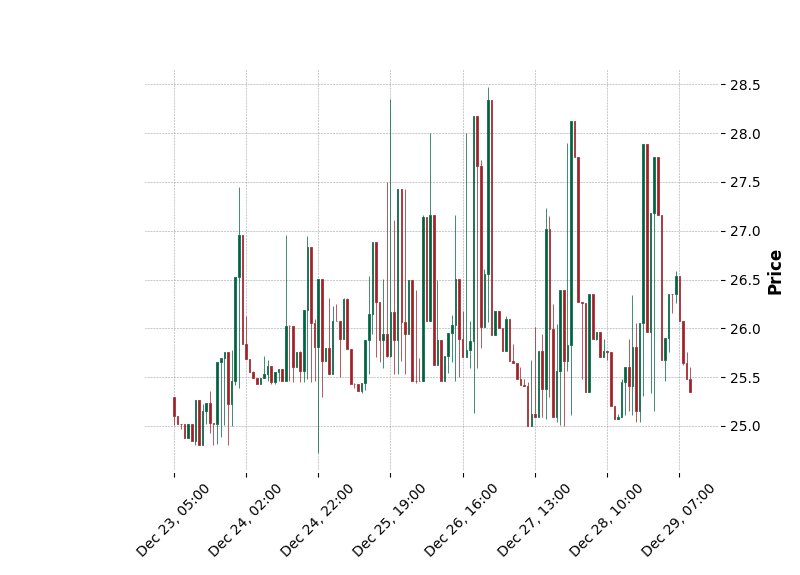 28.5
28.0
27.5
27.0
26.5
26.0
25.5
25.0
Price
Dec 23, 05:00
Dec 24, 02:00
Dec 24, 22:00
Dec 25, 19:00
Dec 26, 16:00
Dec 27, 13:00
Dec 28, 10:00
Dec 29, 07:00